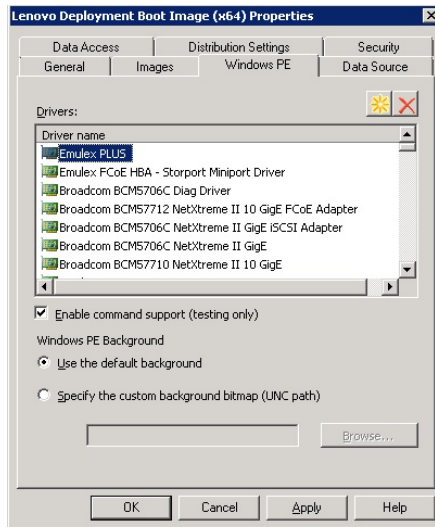 Lenovo Deployment Boot Image (x64) Properties
Data Access
Distribution Settings
Security
General
Images
Windows PE
Data Source
Drivers:
Driver name
Emulex PLUS
Emulex FCoE HBA - Storport Miniport Driver
Broadcom BCM5706C Diag Driver
Broadcom BCM57712 NetXtreme II 10 GigE FCoE Adapter
Broadcom BCM5706C NetXtreme II GigE iSCSI Adapter
Broadcom BCM5706C NetXtreme II GigE
Broadcom BCM57710 NetXtreme II 10 GigE
Enable command support (testing only)
Windows PE Background
Use the default background
Specify the custom background bitmap (UNC path)
Browse...
OK
Cancel
Apply
Help